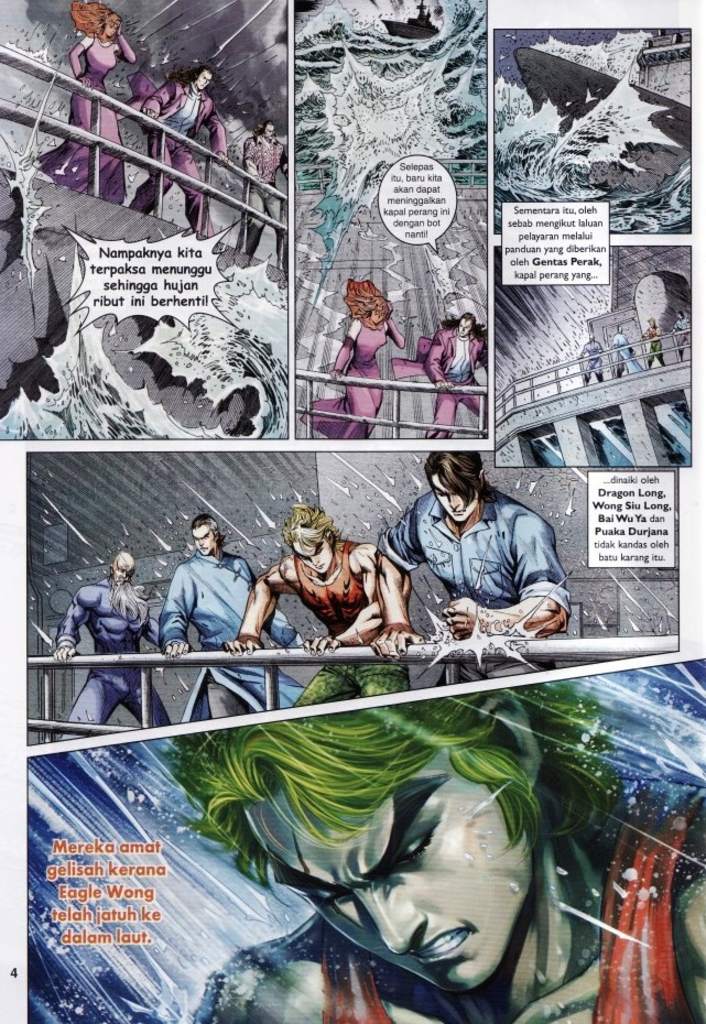 Nampaknya kita
terpaksa menunggu
sehingga hujan
ribut ini berhenti!
Selepas
itu, baru kita
akan dapat
meninggalkan
kapal perang ini
dengan bot
nanti!
Sementara itu, oleh
sebab mengikut laluan
pelayaran melalui
panduan yang diberikan
oleh Gentas Perak,
kapal perang yang...
...dinaiki oleh
Dragon Long,
Wong Siu Long,
Bai Wu Ya dan
Puaka Durjana
tidak kandas oleh
batu karang itu.
Mereka amat
gelisah kerana
Eagle Wong
telah jatuh ke
dalam laut.
4